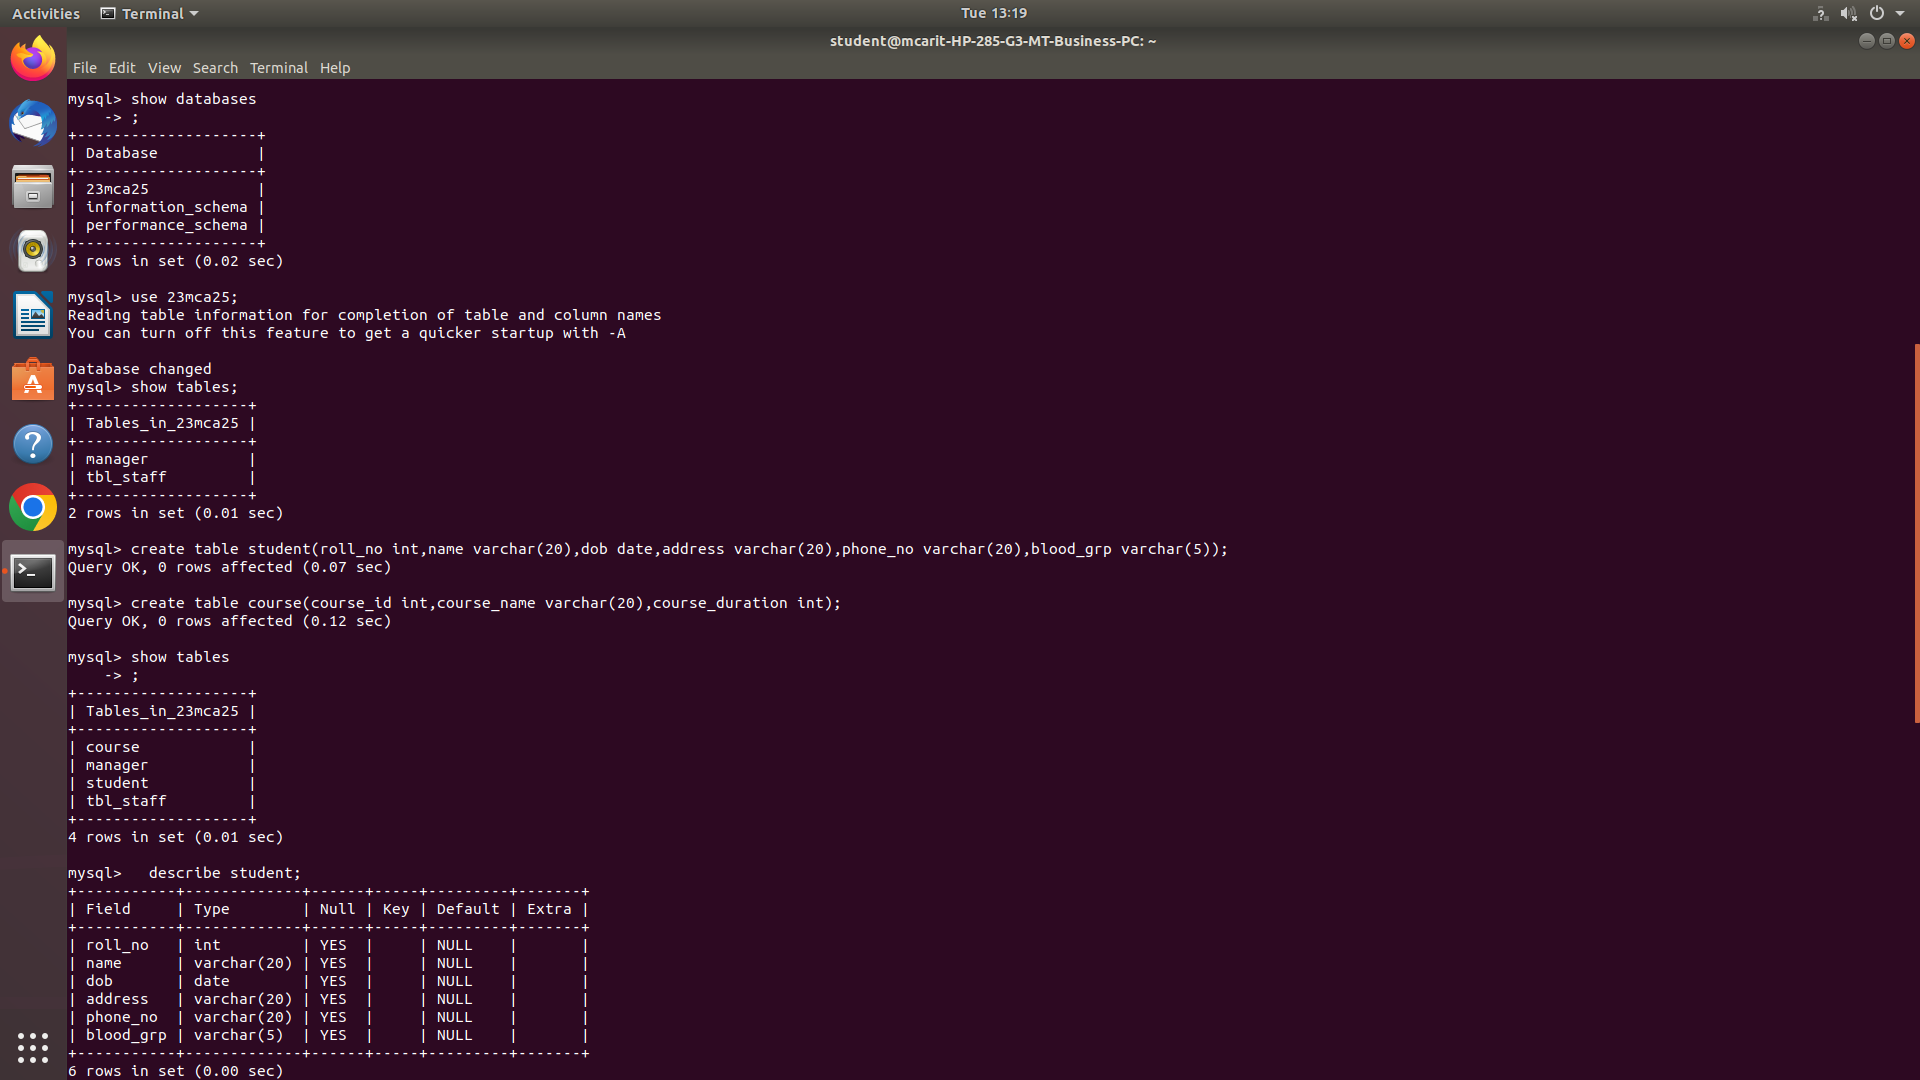 Activities Terminal Tue 13:19
student@mcarit-HP-285-G3-MT-Business-PC: ~
File Edit View Search Terminal Help
mysql> show databases
    -> ;
+--------------------+
| Database           |
+--------------------+
| 23mca25            |
| information_schema |
| performance_schema |
+--------------------+
3 rows in set (0.02 sec)

mysql> use 23mca25;
Reading table information for completion of table and column names
You can turn off this feature to get a quicker startup with -A

Database changed
mysql> show tables;
+-------------------+
| Tables_in_23mca25 |
+-------------------+
| manager           |
| tbl_staff         |
+-------------------+
2 rows in set (0.01 sec)

mysql> create table student(roll_no int,name varchar(20),dob date,address varchar(20),phone_no varchar(20),blood_grp varchar(5));
Query OK, 0 rows affected (0.07 sec)

mysql> create table course(course_id int,course_name varchar(20),course_duration int);
Query OK, 0 rows affected (0.12 sec)

mysql> show tables
    -> ;
+-------------------+
| Tables_in_23mca25 |
+-------------------+
| course            |
| manager           |
| student           |
| tbl_staff         |
+-------------------+
4 rows in set (0.01 sec)

mysql>   describe student;
+-----------+-------------+------+-----+---------+-------+
| Field     | Type        | Null | Key | Default | Extra |
+-----------+-------------+------+-----+---------+-------+
| roll_no   | int         | YES  |     | NULL    |       |
| name      | varchar(20) | YES  |     | NULL    |       |
| dob       | date        | YES  |     | NULL    |       |
| address   | varchar(20) | YES  |     | NULL    |       |
| phone_no  | varchar(20) | YES  |     | NULL    |       |
| blood_grp | varchar(5)  | YES  |     | NULL    |       |
+-----------+-------------+------+-----+---------+-------+
6 rows in set (0.00 sec)